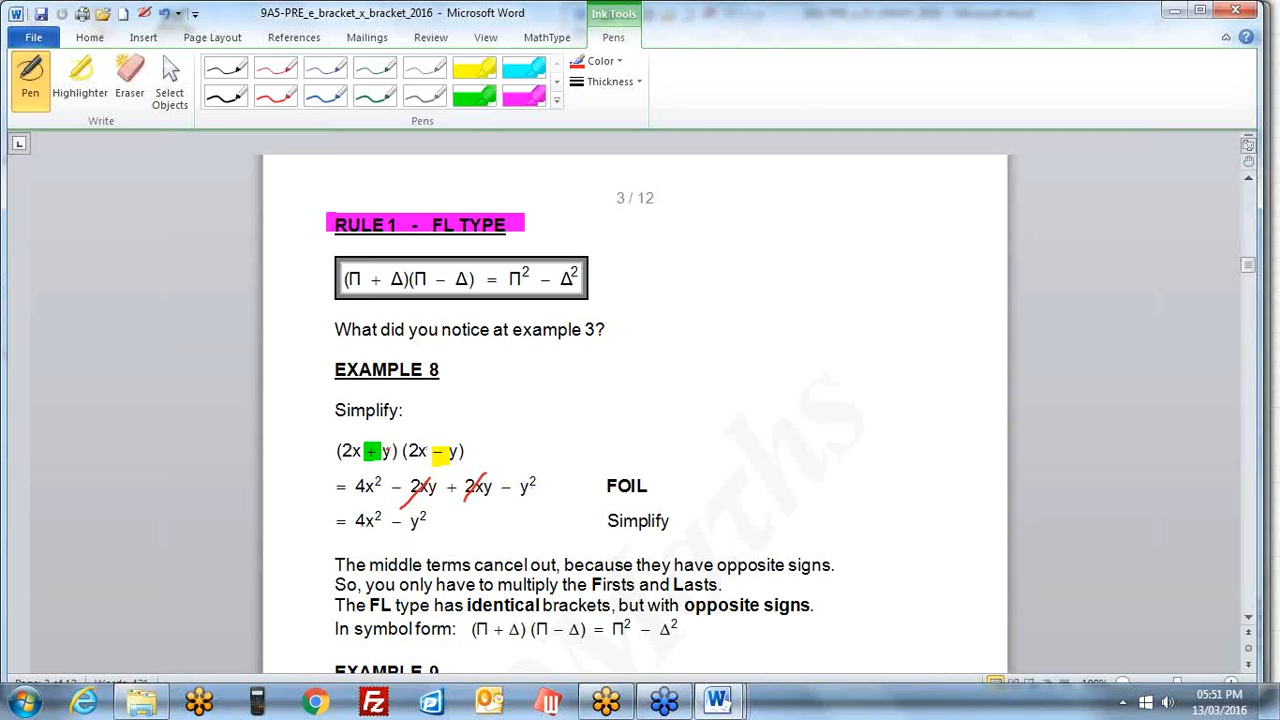 9A5-PRE_e_bracket_x_bracket_2016 - Microsoft Word
Ink Tools
File Home Insert Page Layout References Mailings Review View MathType Pens
Pen Highlighter Eraser Select Objects
Color
Thickness
Write
Pens
3 / 12
RULE 1 - FL TYPE
(Π + Δ)(Π − Δ) = Π² − Δ²
What did you notice at example 3?
EXAMPLE 8
Simplify:
(2x + y) (2x − y)
= 4x² − 2xy + 2xy − y² FOIL
= 4x² − y² Simplify
The middle terms cancel out, because they have opposite signs.
So, you only have to multiply the Firsts and Lasts.
The FL type has identical brackets, but with opposite signs.
In symbol form: (Π + Δ) (Π − Δ) = Π² − Δ²
EXAMPLE 9
05:51 PM
13/03/2016